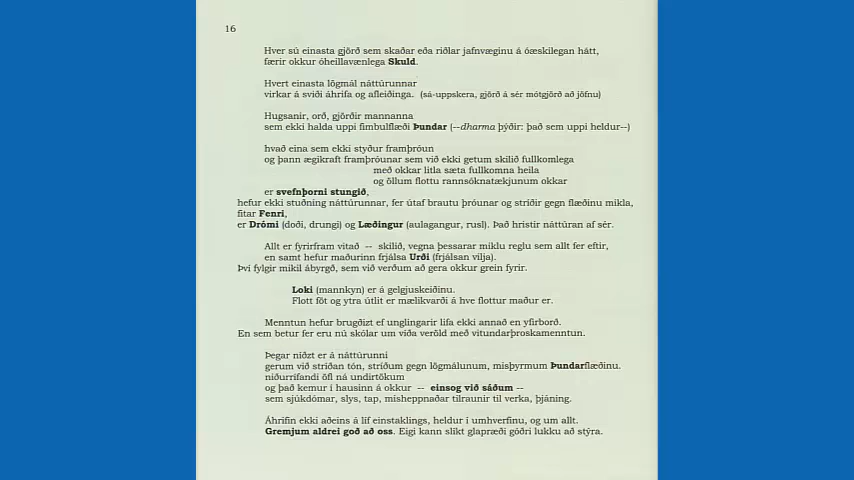 16
Hver sú einasta gjörð sem skaðar eða riðlar jafnvæginu á óæskilegan hátt,
færir okkur óheillavænlega Skuld.
Hvert einasta lögmál náttúrunnar
virkar á sviði áhrifa og afleiðinga. (sá-uppskera, gjörð á sér mótgjörð að jöfnu)
Hugsanir, orð, gjörðir mannanna
sem ekki halda uppi fimbulflæði Þundar (--dharma þýðir: það sem uppi heldur--)
hvað eina sem ekki styður framþróun
og þann ægikraft framþróunar sem við ekki getum skilið fullkomlega
með okkar litla sæta fullkomna heila
og öllum flottu rannsóknatækjunum okkar
er svefnþorni stungið,
hefur ekki stuðning náttúrunnar, fer útaf brautu þróunar og stríðir gegn flæðinu mikla,
fitar Fenri,
er Drómi (doði, drungi) og Læðingur (aulagangur, rusl). Það hristir náttúran af sér.
Allt er fyrirfram vitað -- skilið, vegna þessarar miklu reglu sem allt fer eftir,
en samt hefur maðurinn frjálsa Urði (frjálsan vilja).
Því fylgir mikil ábyrgð, sem við verðum að gera okkur grein fyrir.
Loki (mannkyn) er á gelgjuskeiðinu.
Flott föt og ytra útlit er mælikvarði á hve flottur maður er.
Menntun hefur brugðizt ef unglingarir lifa ekki annað en yfirborð.
En sem betur fer eru nú skólar um víða veröld með vitundarþroskamenntun.
Þegar níðzt er á náttúrunni
gerum við stríðan tón, stríðum gegn lögmálunum, misþyrmum Þundarflæðinu.
niðurrífandi öfl ná undirtökum
og það kemur í hausinn á okkur -- einsog við sáðum --
sem sjúkdómar, slys, tap, misheppnaðar tilraunir til verka, þjáning.
Áhrifin ekki aðeins á líf einstaklings, heldur í umhverfinu, og um allt.
Gremjum aldrei goð að oss. Eigi kann slíkt glapræði góðri lukku að stýra.